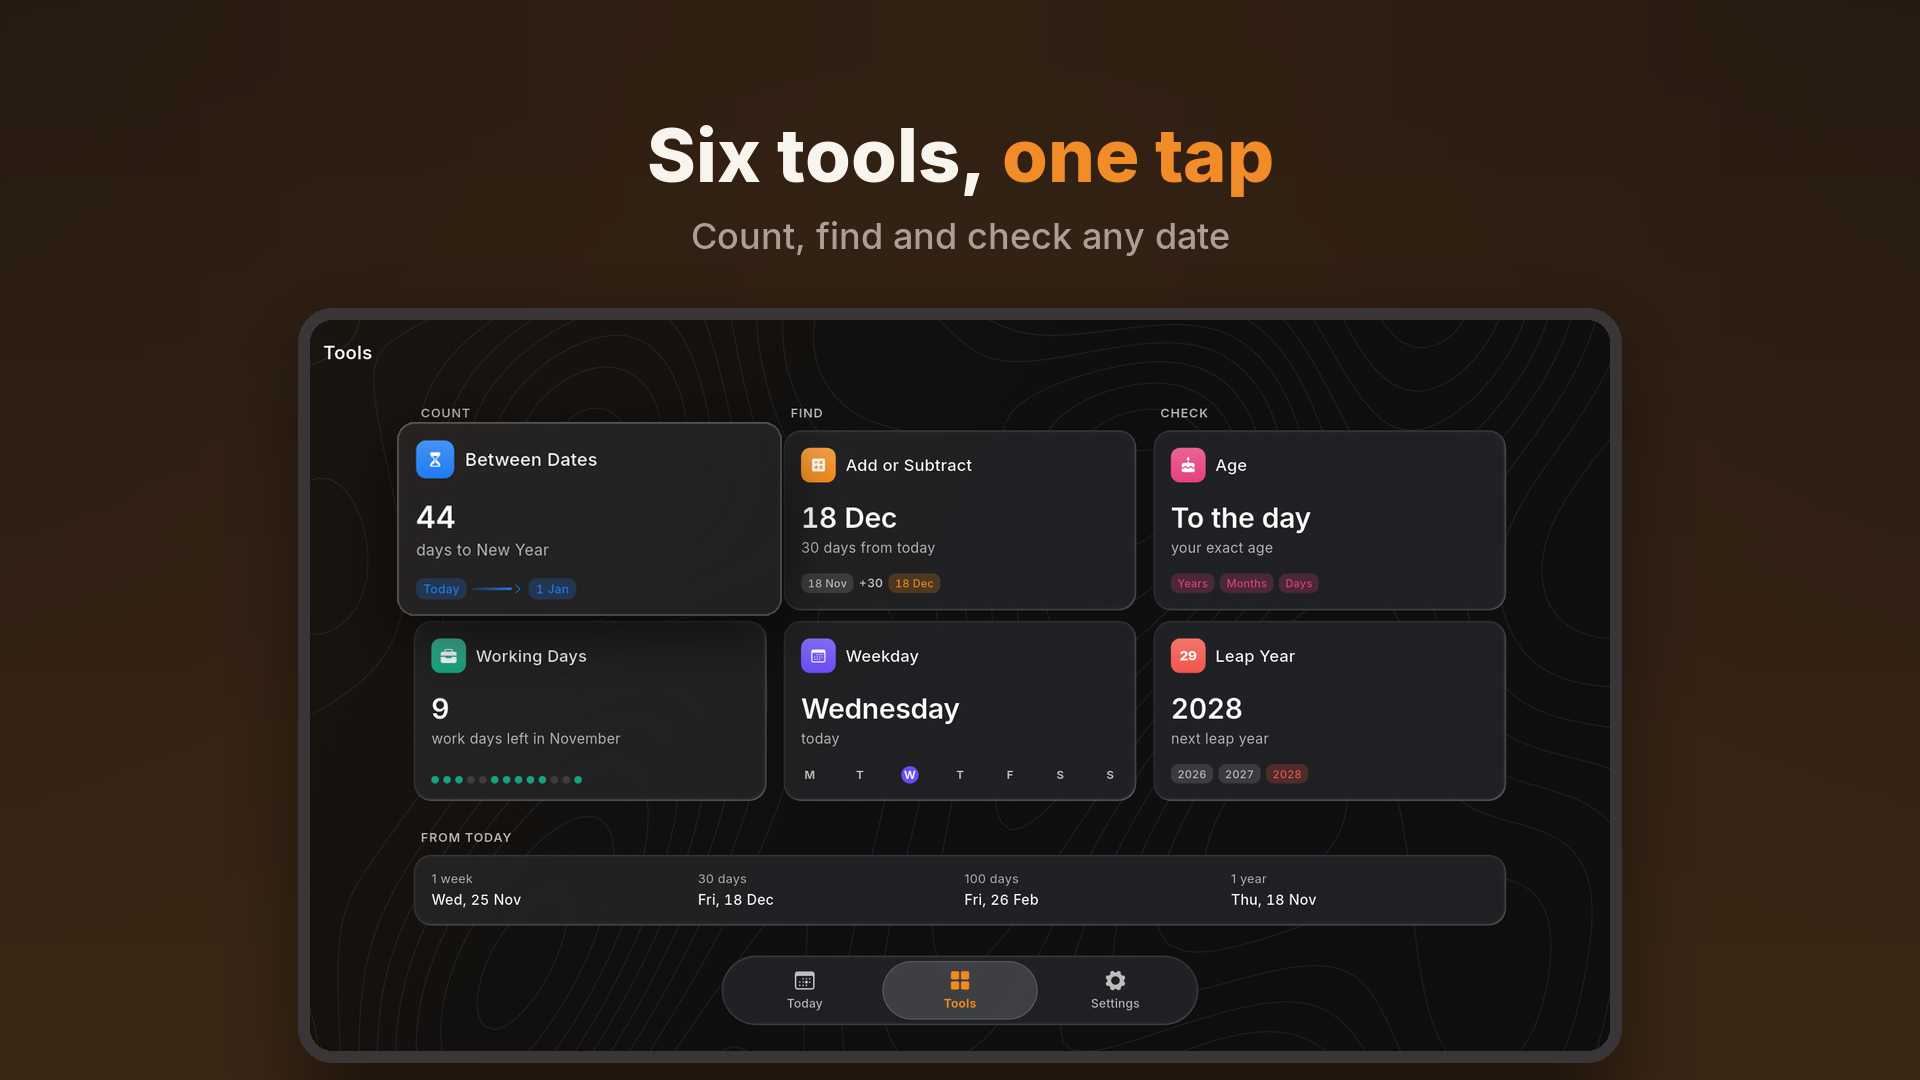 Six tools, one tap
Count, find and check any date
Tools
COUNT
Between Dates
44
days to New Year
Today 1 Jan
Working Days
9
work days left in November
FIND
Add or Subtract
18 Dec
30 days from today
18 Nov +30 18 Dec
Weekday
Wednesday
today
M T W T F S S
CHECK
Age
To the day
your exact age
Years Months Days
29 Leap Year
2028
next leap year
2026 2027 2028
FROM TODAY
1 week
Wed, 25 Nov
30 days
Fri, 18 Dec
100 days
Fri, 26 Feb
1 year
Thu, 18 Nov
Today
Tools
Settings